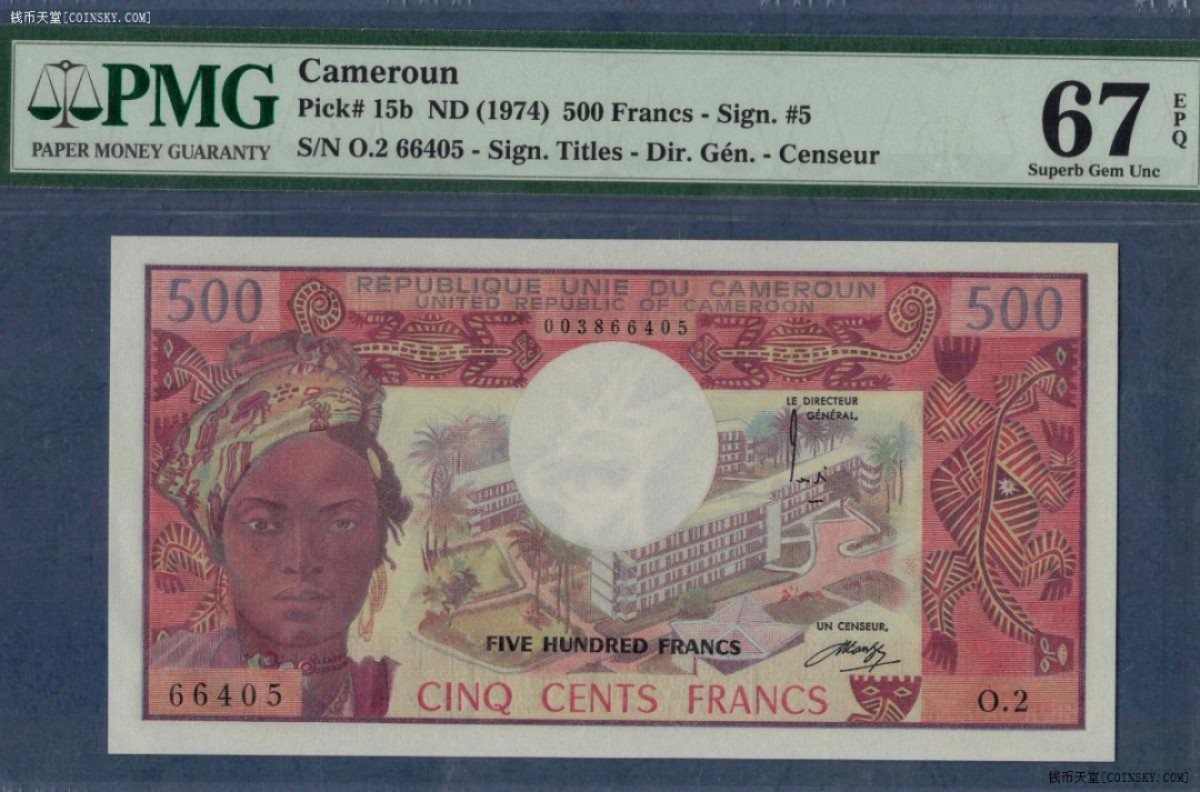 钱币天堂[COINSKY.COM]
PMG
PAPER MONEY GUARANTY
Cameroun
Pick# 15b ND (1974) 500 Francs - Sign. #5
S/N O.2 66405 - Sign. Titles - Dir. Gén. - Censeur
67
EPQ
Superb Gem Unc
500
RÉPUBLIQUE UNIE DU CAMEROUN
UNITED REPUBLIC OF CAMEROON
500
003866405
LE DIRECTEUR
GÉNÉRAL,
UN CENSEUR,
FIVE HUNDRED FRANCS
CINQ CENTS FRANCS
66405
O.2
钱币天堂[COINSKY.COM]